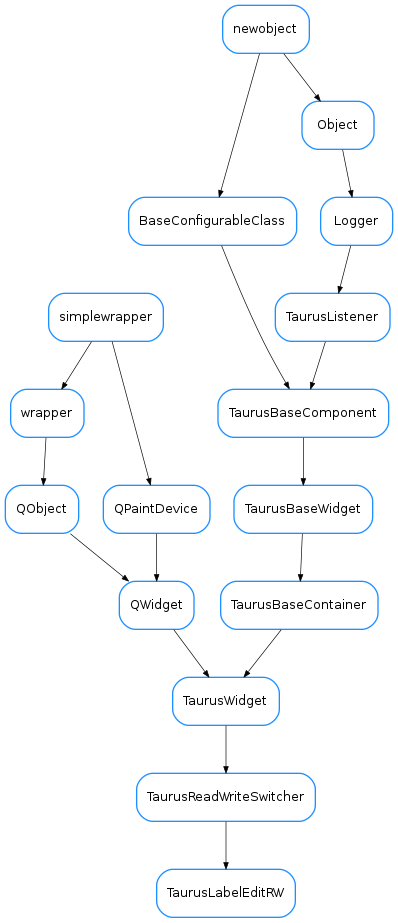 newobject
Object
BaseConfigurableClass
Logger
simplewrapper
TaurusListener
wrapper
TaurusBaseComponent
QObject
QPaintDevice
TaurusBaseWidget
QWidget
TaurusBaseContainer
TaurusWidget
TaurusReadWriteSwitcher
TaurusLabelEditRW